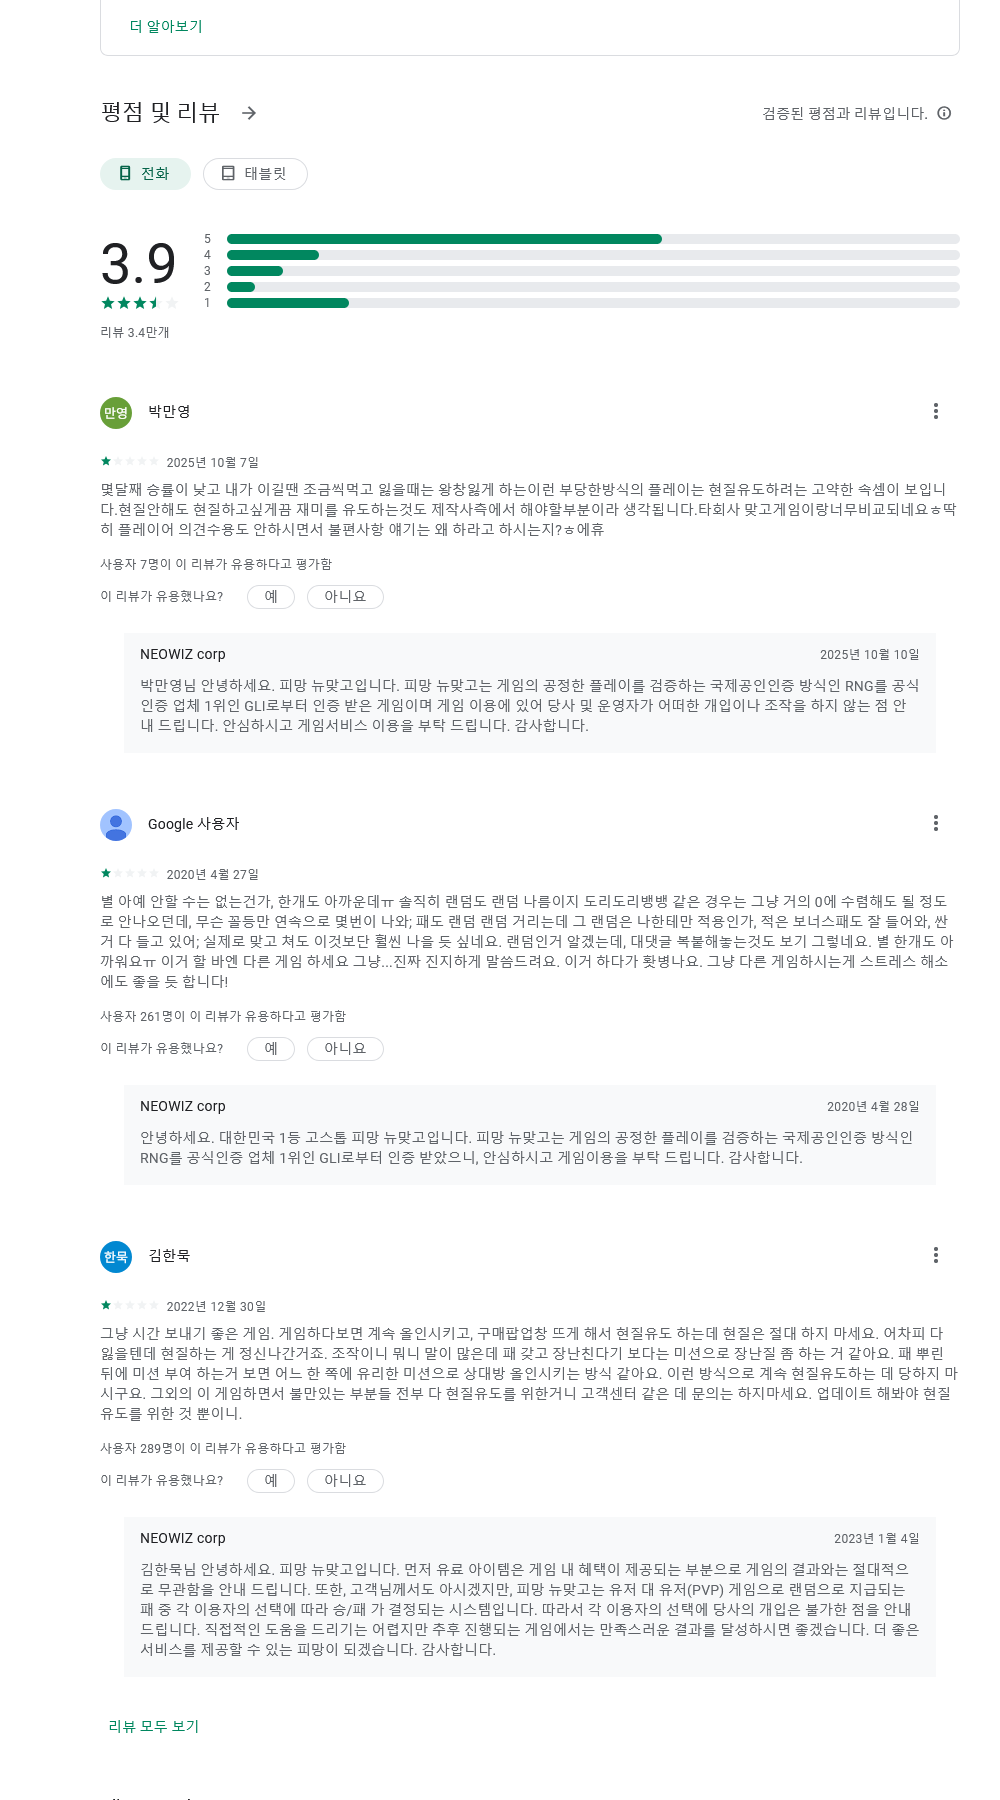 더 알아보기
평점 및 리뷰
검증된 평점과 리뷰입니다.
전화
태블릿
3.9
5
4
3
2
1
리뷰 3.4만개
만영
박만영
2025년 10월 7일
몇달째 승률이 낮고 내가 이길땐 조금씩먹고 잃을때는 왕창잃게 하는이런 부당한방식의 플레이는 현질유도하려는 고약한 속셈이 보입니
다.현질안해도 현질하고싶게끔 재미를 유도하는것도 제작사측에서 해야할부분이라 생각됩니다.타회사 맞고게임이랑너무비교되네요ㅎ딱
히 플레이어 의견수용도 안하시면서 불편사항 얘기는 왜 하라고 하시는지?ㅎ에휴
사용자 7명이 이 리뷰가 유용하다고 평가함
이 리뷰가 유용했나요?
예
아니요
NEOWIZ corp
2025년 10월 10일
박만영님 안녕하세요. 피망 뉴맞고입니다. 피망 뉴맞고는 게임의 공정한 플레이를 검증하는 국제공인인증 방식인 RNG를 공식
인증 업체 1위인 GLI로부터 인증 받은 게임이며 게임 이용에 있어 당사 및 운영자가 어떠한 개입이나 조작을 하지 않는 점 안
내 드립니다. 안심하시고 게임서비스 이용을 부탁 드립니다. 감사합니다.
Google 사용자
2020년 4월 27일
별 아예 안할 수는 없는건가, 한개도 아까운데ㅠ 솔직히 랜덤도 랜덤 나름이지 도리도리뱅뱅 같은 경우는 그냥 거의 0에 수렴해도 될 정도
로 안나오던데, 무슨 꼴등만 연속으로 몇번이 나와; 패도 랜덤 랜덤 거리는데 그 랜덤은 나한테만 적용인가, 적은 보너스패도 잘 들어와, 싼
거 다 들고 있어; 실제로 맞고 쳐도 이것보단 훨씬 나을 듯 싶네요. 랜덤인거 알겠는데, 대댓글 복붙해놓는것도 보기 그렇네요. 별 한개도 아
까워요ㅠ 이거 할 바엔 다른 게임 하세요 그냥...진짜 진지하게 말씀드려요. 이거 하다가 홧병나요. 그냥 다른 게임하시는게 스트레스 해소
에도 좋을 듯 합니다!
사용자 261명이 이 리뷰가 유용하다고 평가함
이 리뷰가 유용했나요?
예
아니요
NEOWIZ corp
2020년 4월 28일
안녕하세요. 대한민국 1등 고스톱 피망 뉴맞고입니다. 피망 뉴맞고는 게임의 공정한 플레이를 검증하는 국제공인인증 방식인
RNG를 공식인증 업체 1위인 GLI로부터 인증 받았으니, 안심하시고 게임이용을 부탁 드립니다. 감사합니다.
한묵
김한묵
2022년 12월 30일
그냥 시간 보내기 좋은 게임. 게임하다보면 계속 올인시키고, 구매팝업창 뜨게 해서 현질유도 하는데 현질은 절대 하지 마세요. 어차피 다
잃을텐데 현질하는 게 정신나간거죠. 조작이니 뭐니 말이 많은데 패 갖고 장난친다기 보다는 미션으로 장난질 좀 하는 거 같아요. 패 뿌린
뒤에 미션 부여 하는거 보면 어느 한 쪽에 유리한 미션으로 상대방 올인시키는 방식 같아요. 이런 방식으로 계속 현질유도하는 데 당하지 마
시구요. 그외의 이 게임하면서 불만있는 부분들 전부 다 현질유도를 위한거니 고객센터 같은 데 문의는 하지마세요. 업데이트 해봐야 현질
유도를 위한 것 뿐이니.
사용자 289명이 이 리뷰가 유용하다고 평가함
이 리뷰가 유용했나요?
예
아니요
NEOWIZ corp
2023년 1월 4일
김한묵님 안녕하세요. 피망 뉴맞고입니다. 먼저 유료 아이템은 게임 내 혜택이 제공되는 부분으로 게임의 결과와는 절대적으
로 무관함을 안내 드립니다. 또한, 고객님께서도 아시겠지만, 피망 뉴맞고는 유저 대 유저(PVP) 게임으로 랜덤으로 지급되는
패 중 각 이용자의 선택에 따라 승/패 가 결정되는 시스템입니다. 따라서 각 이용자의 선택에 당사의 개입은 불가한 점을 안내
드립니다. 직접적인 도움을 드리기는 어렵지만 추후 진행되는 게임에서는 만족스러운 결과를 달성하시면 좋겠습니다. 더 좋은
서비스를 제공할 수 있는 피망이 되겠습니다. 감사합니다.
리뷰 모두 보기